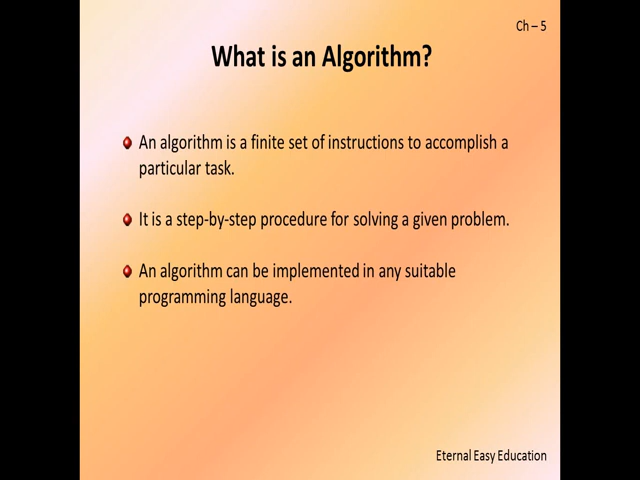 Ch – 5
What is an Algorithm?
An algorithm is a finite set of instructions to accomplish a
particular task.
It is a step-by-step procedure for solving a given problem.
An algorithm can be implemented in any suitable
programming language.
Eternal Easy Education